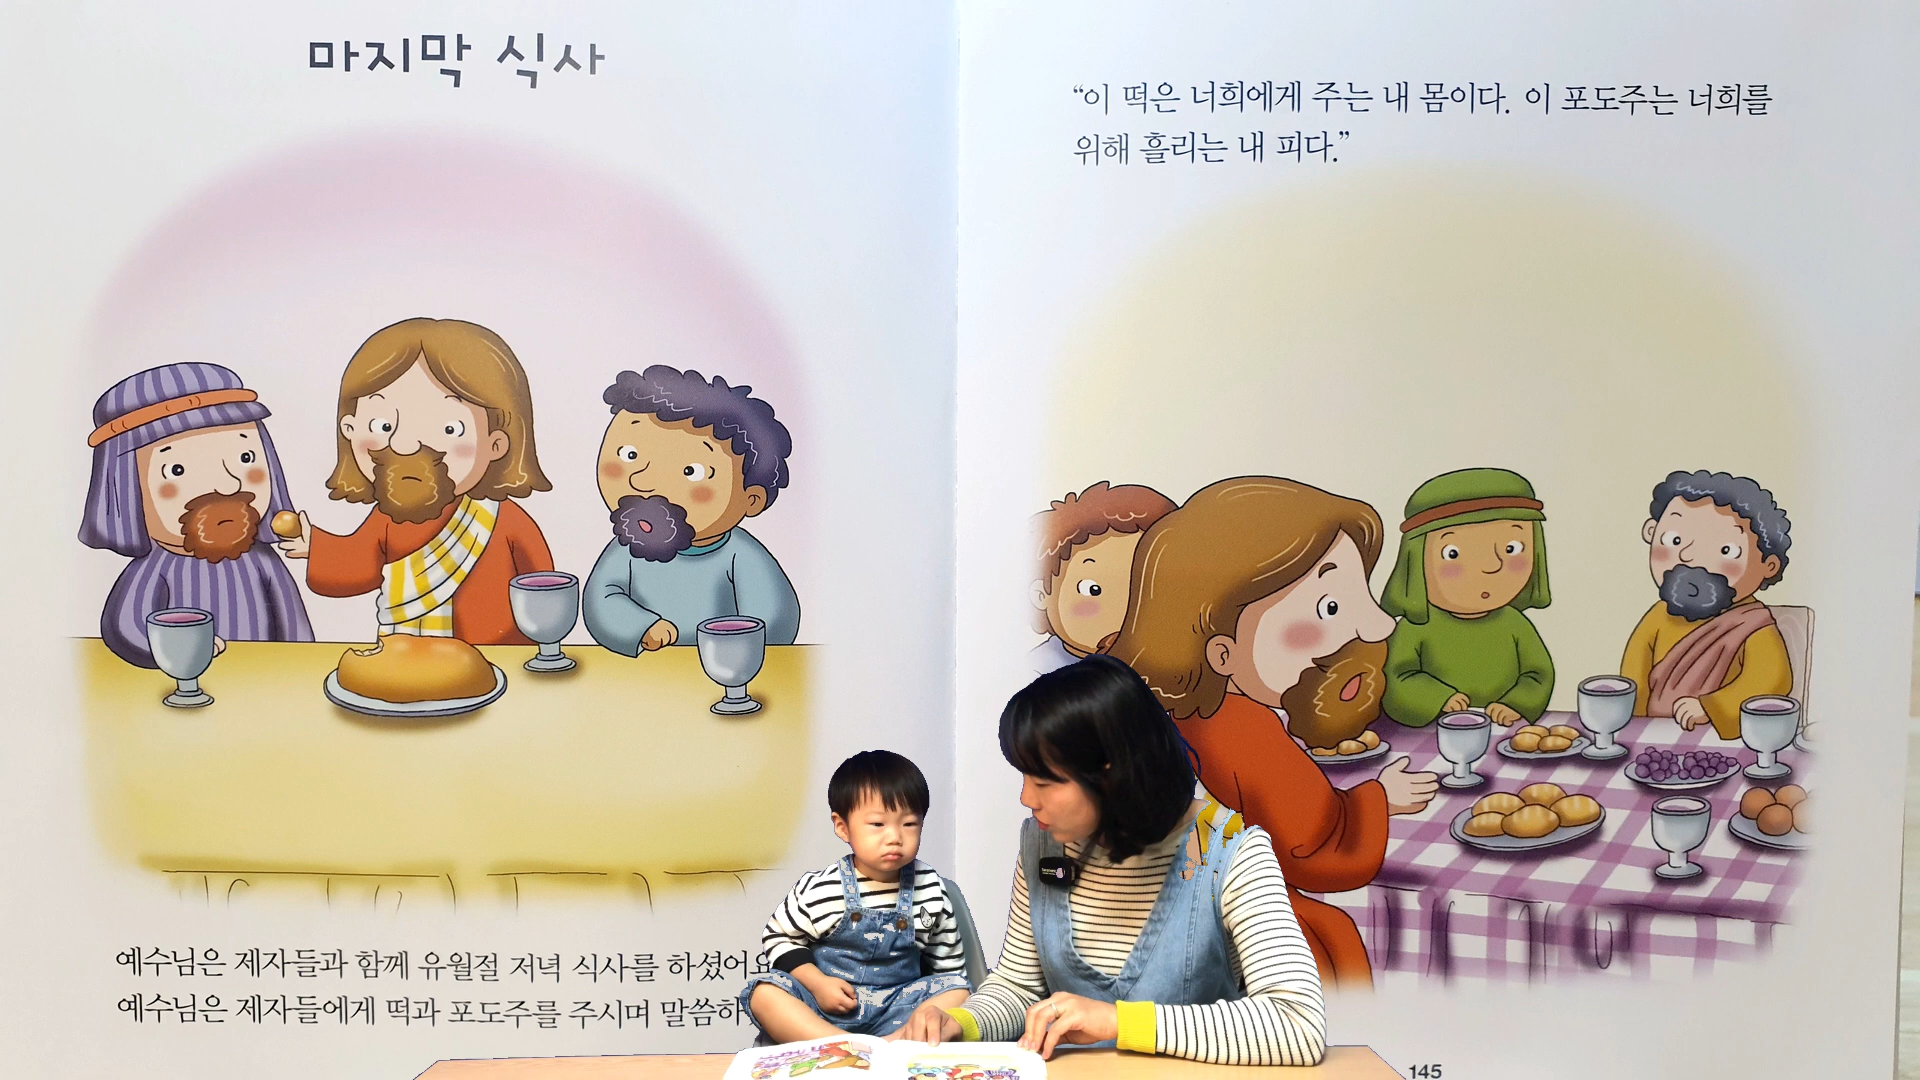 마지막 식사
예수님은 제자들과 함께 유월절 저녁 식사를 하셨어요
예수님은 제자들에게 떡과 포도주를 주시며 말씀하
“이 떡은 너희에게 주는 내 몸이다. 이 포도주는 너희를
위해 흘리는 내 피다.”
145